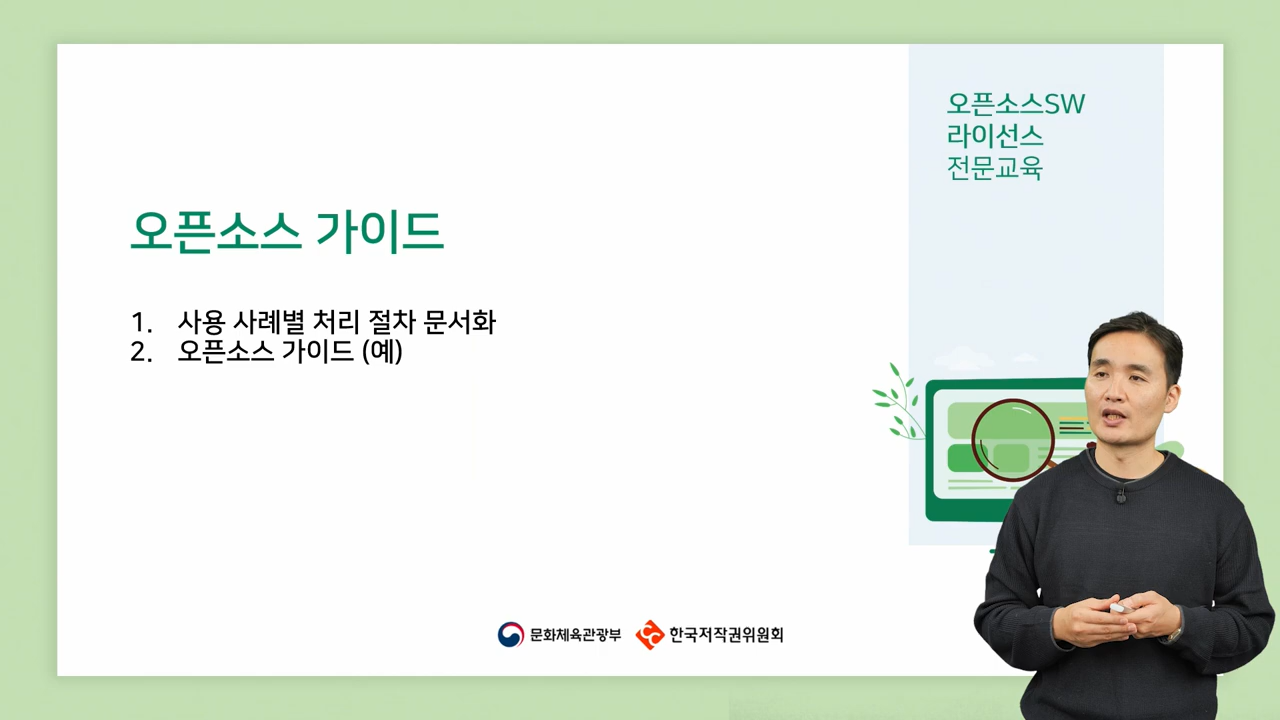 오픈소스SW
라이선스
전문교육
오픈소스 가이드
1. 사용 사례별 처리 절차 문서화
2. 오픈소스 가이드 (예)
문화체육관광부
한국저작권위원회